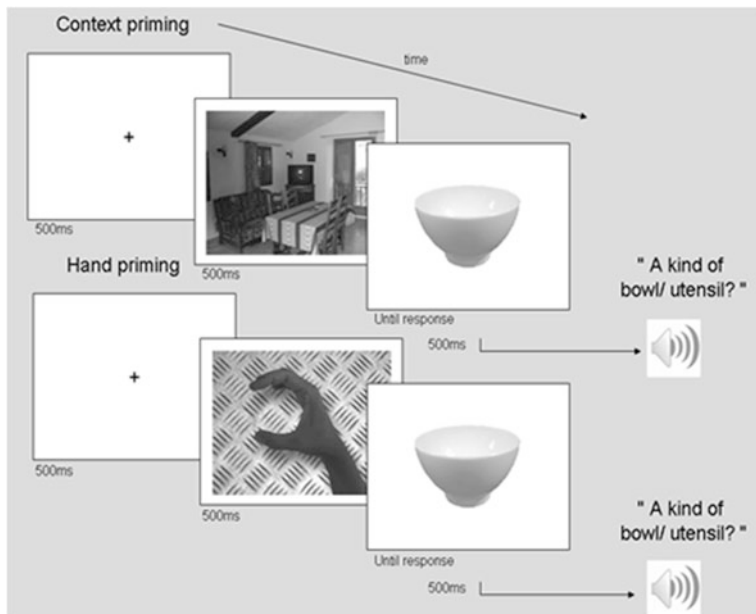 Context priming
time
500ms
500ms
Until response
500ms
" A kind of
bowl/ utensil? "
Hand priming
500ms
500ms
Until response
500ms
" A kind of
bowl/ utensil? "